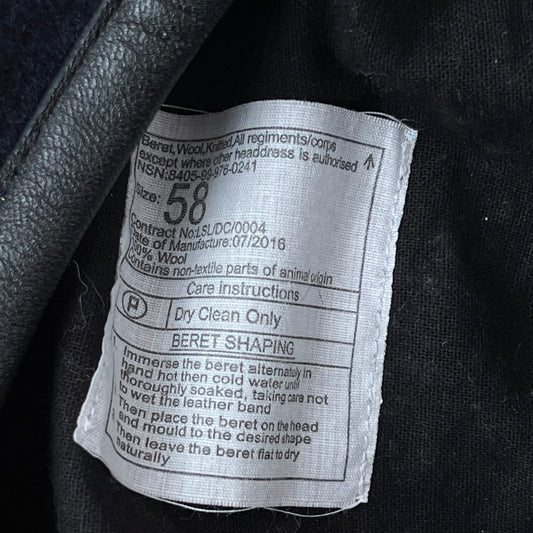 Beret, Wool, Knitted, All regiments/corps
except where other headdress is authorised
NSN:8405-99-978-0241
Size: 58
Contract No:LSL/DC/0004
Date of Manufacture:07/2016
100% Wool
Contains non-textile parts of animal origin
Care instructions
P Dry Clean Only
BERET SHAPING
Immerse the beret alternately in
hand hot then cold water until
thoroughly soaked, taking care not
to wet the leather band
Then place the beret on the head
and mould to the desired shape
Then leave the beret flat to dry
naturally